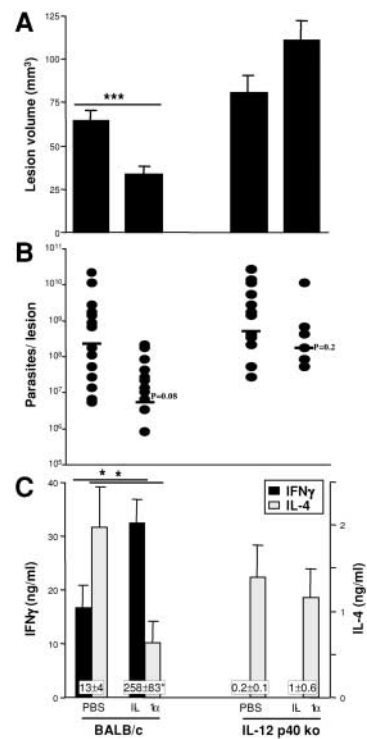 A
Lesion volume (mm³)
125
100
75
50
25
0
***
B
Parasites/ lesion
10¹¹
10¹⁰
10⁹
10⁸
10⁷
10⁶
10⁵
P=0.08
P=0.2
C
IFNγ (ng/ml)
40
30
20
10
0
* *
IFNγ
IL-4
IL-4 (ng/ml)
2
1
0
13±4
258±83*
0.2±0.1
1±0.6
PBS IL 1α PBS IL 1α
BALB/c IL-12 p40 ko